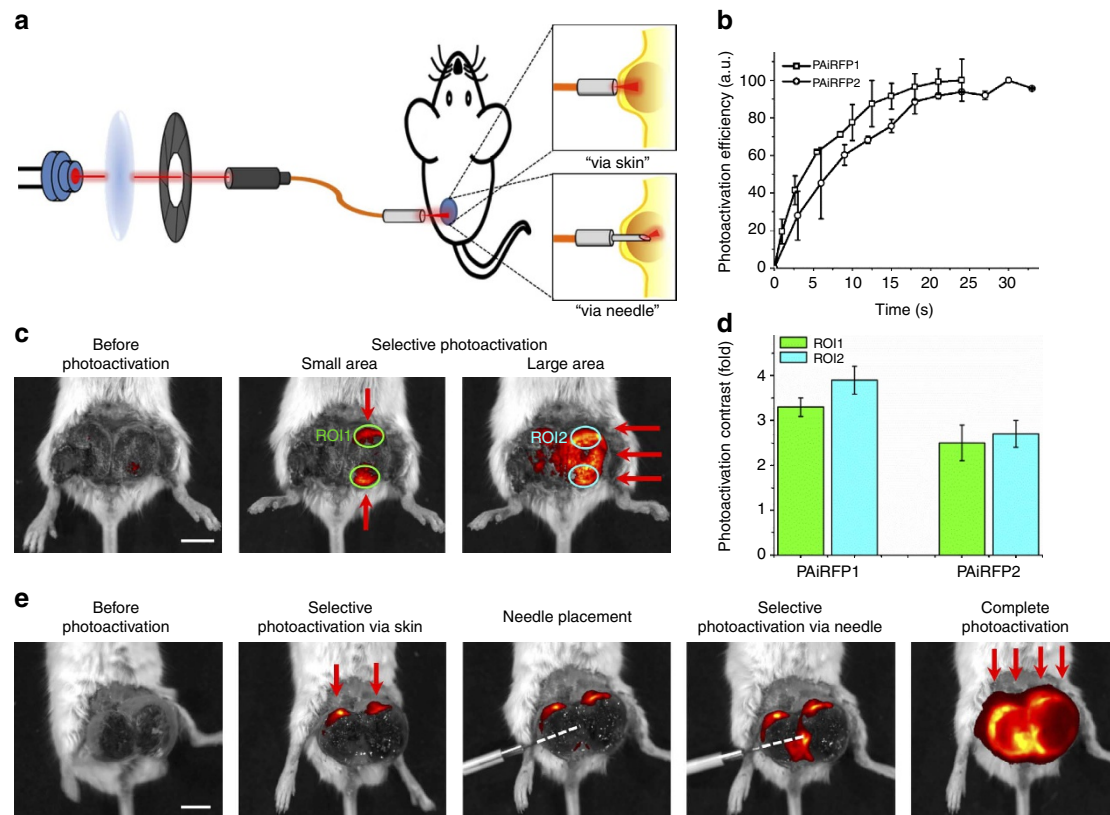 a
"via skin"
"via needle"
b
Photoactivation efficiency (a.u.)
PAiRFP1
PAiRFP2
100
80
60
40
20
0
0 5 10 15 20 25 30
Time (s)
c
Before
photoactivation
Selective photoactivation
Small area
Large area
ROI1
ROI2
d
Photoactivation contrast (fold)
ROI1
ROI2
4
3
2
1
0
PAiRFP1 PAiRFP2
e
Before
photoactivation
Selective
photoactivation via skin
Needle placement
Selective
photoactivation via needle
Complete
photoactivation